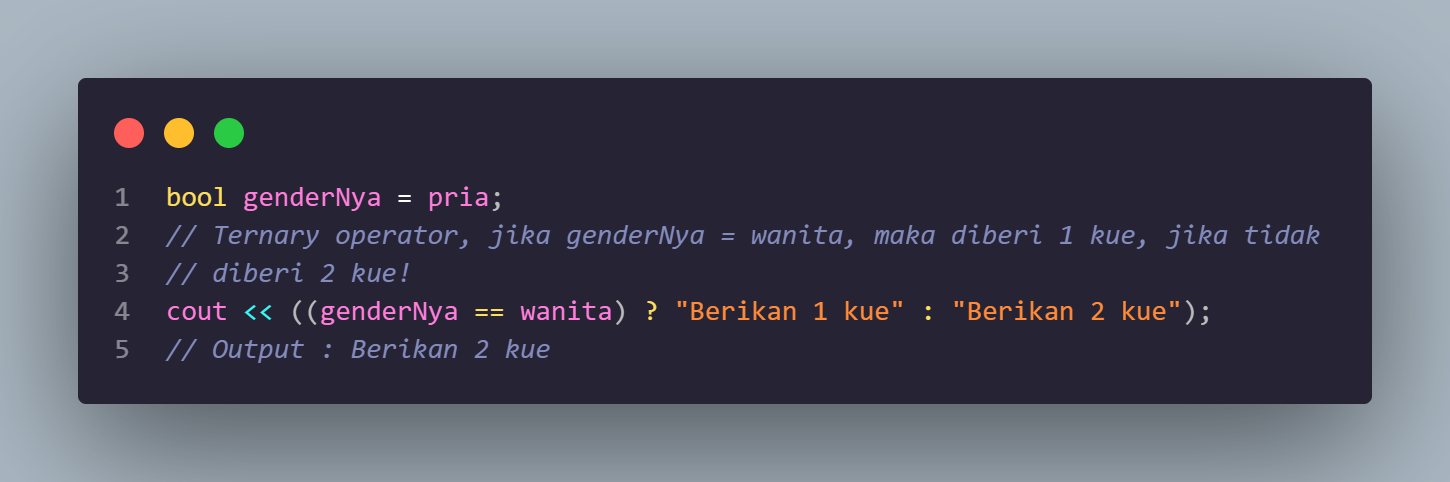 1 bool genderNya = pria;
2 // Ternary operator, jika genderNya = wanita, maka diberi 1 kue, jika tidak
3 // diberi 2 kue!
4 cout << ((genderNya == wanita) ? "Berikan 1 kue" : "Berikan 2 kue");
5 // Output : Berikan 2 kue